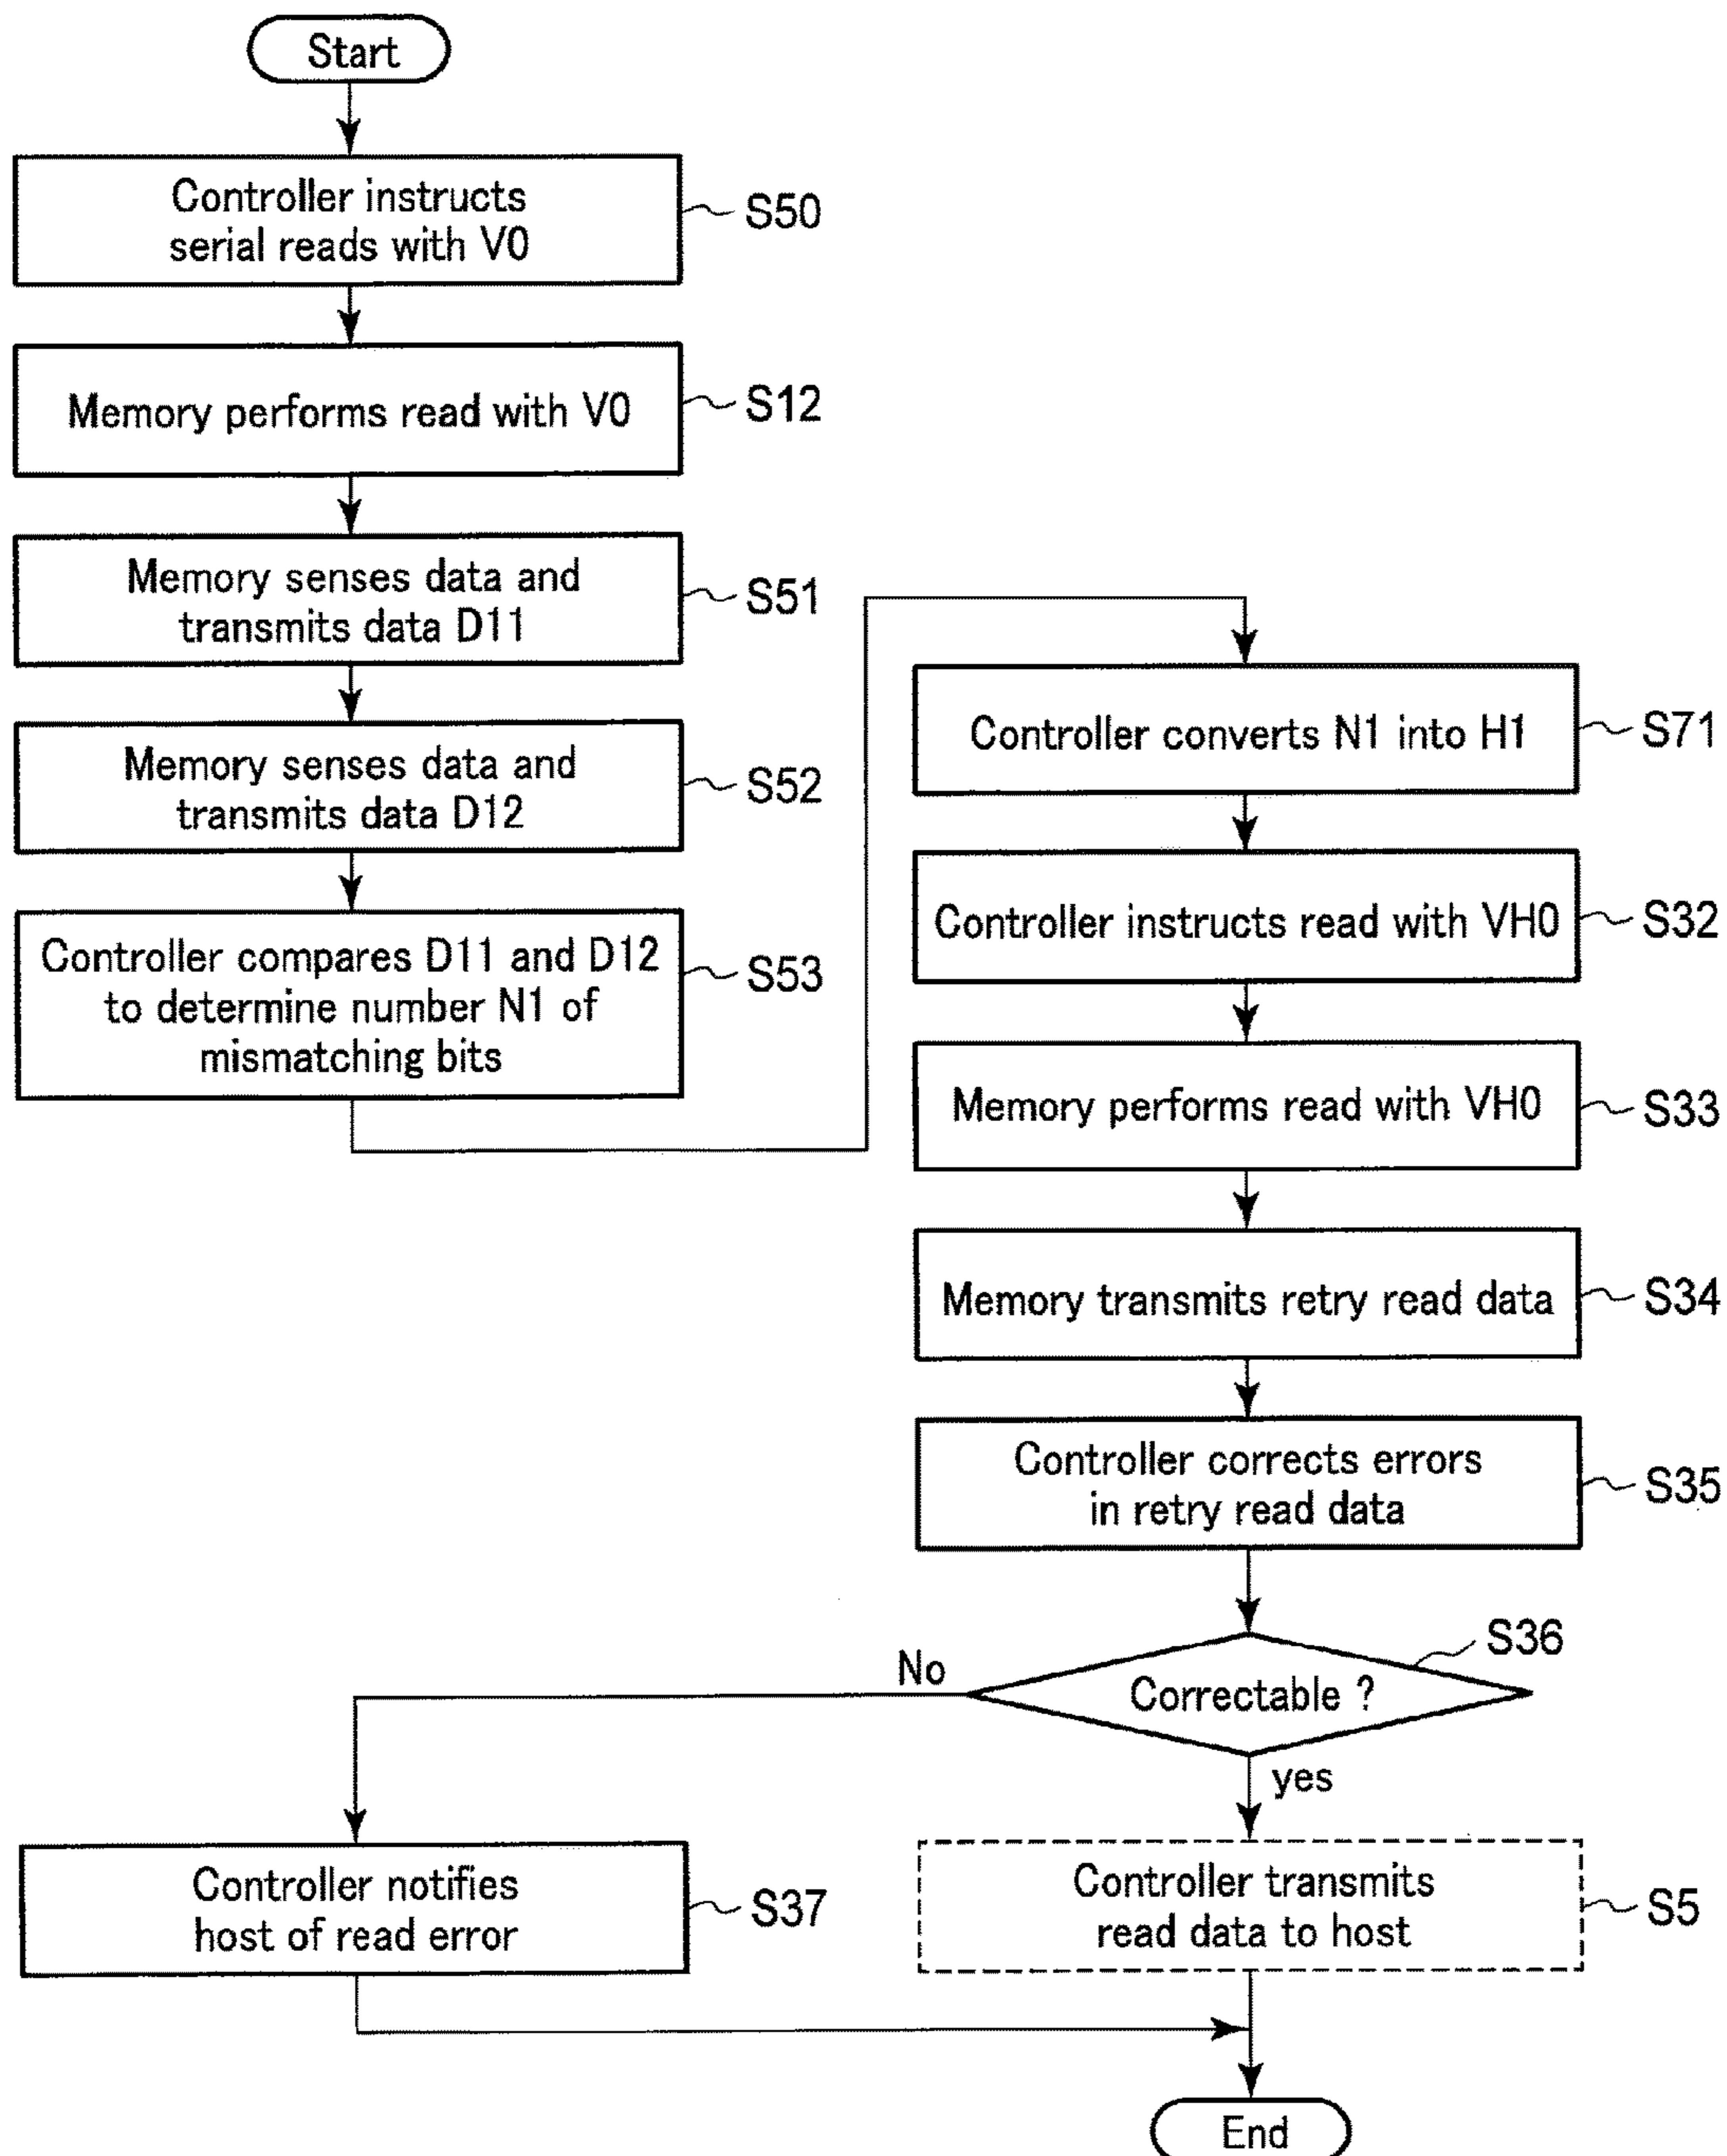 Start
Controller instructs
serial reads with V0
S50
Memory performs read with V0
S12
Memory senses data and
transmits data D11
S51
Memory senses data and
transmits data D12
S52
Controller compares D11 and D12
to determine number N1 of
mismatching bits
S53
Controller converts N1 into H1
S71
Controller instructs read with VH0
S32
Memory performs read with VH0
S33
Memory transmits retry read data
S34
Controller corrects errors
in retry read data
S35
Correctable ?
S36
No
yes
Controller notifies
host of read error
S37
Controller transmits
read data to host
S5
End